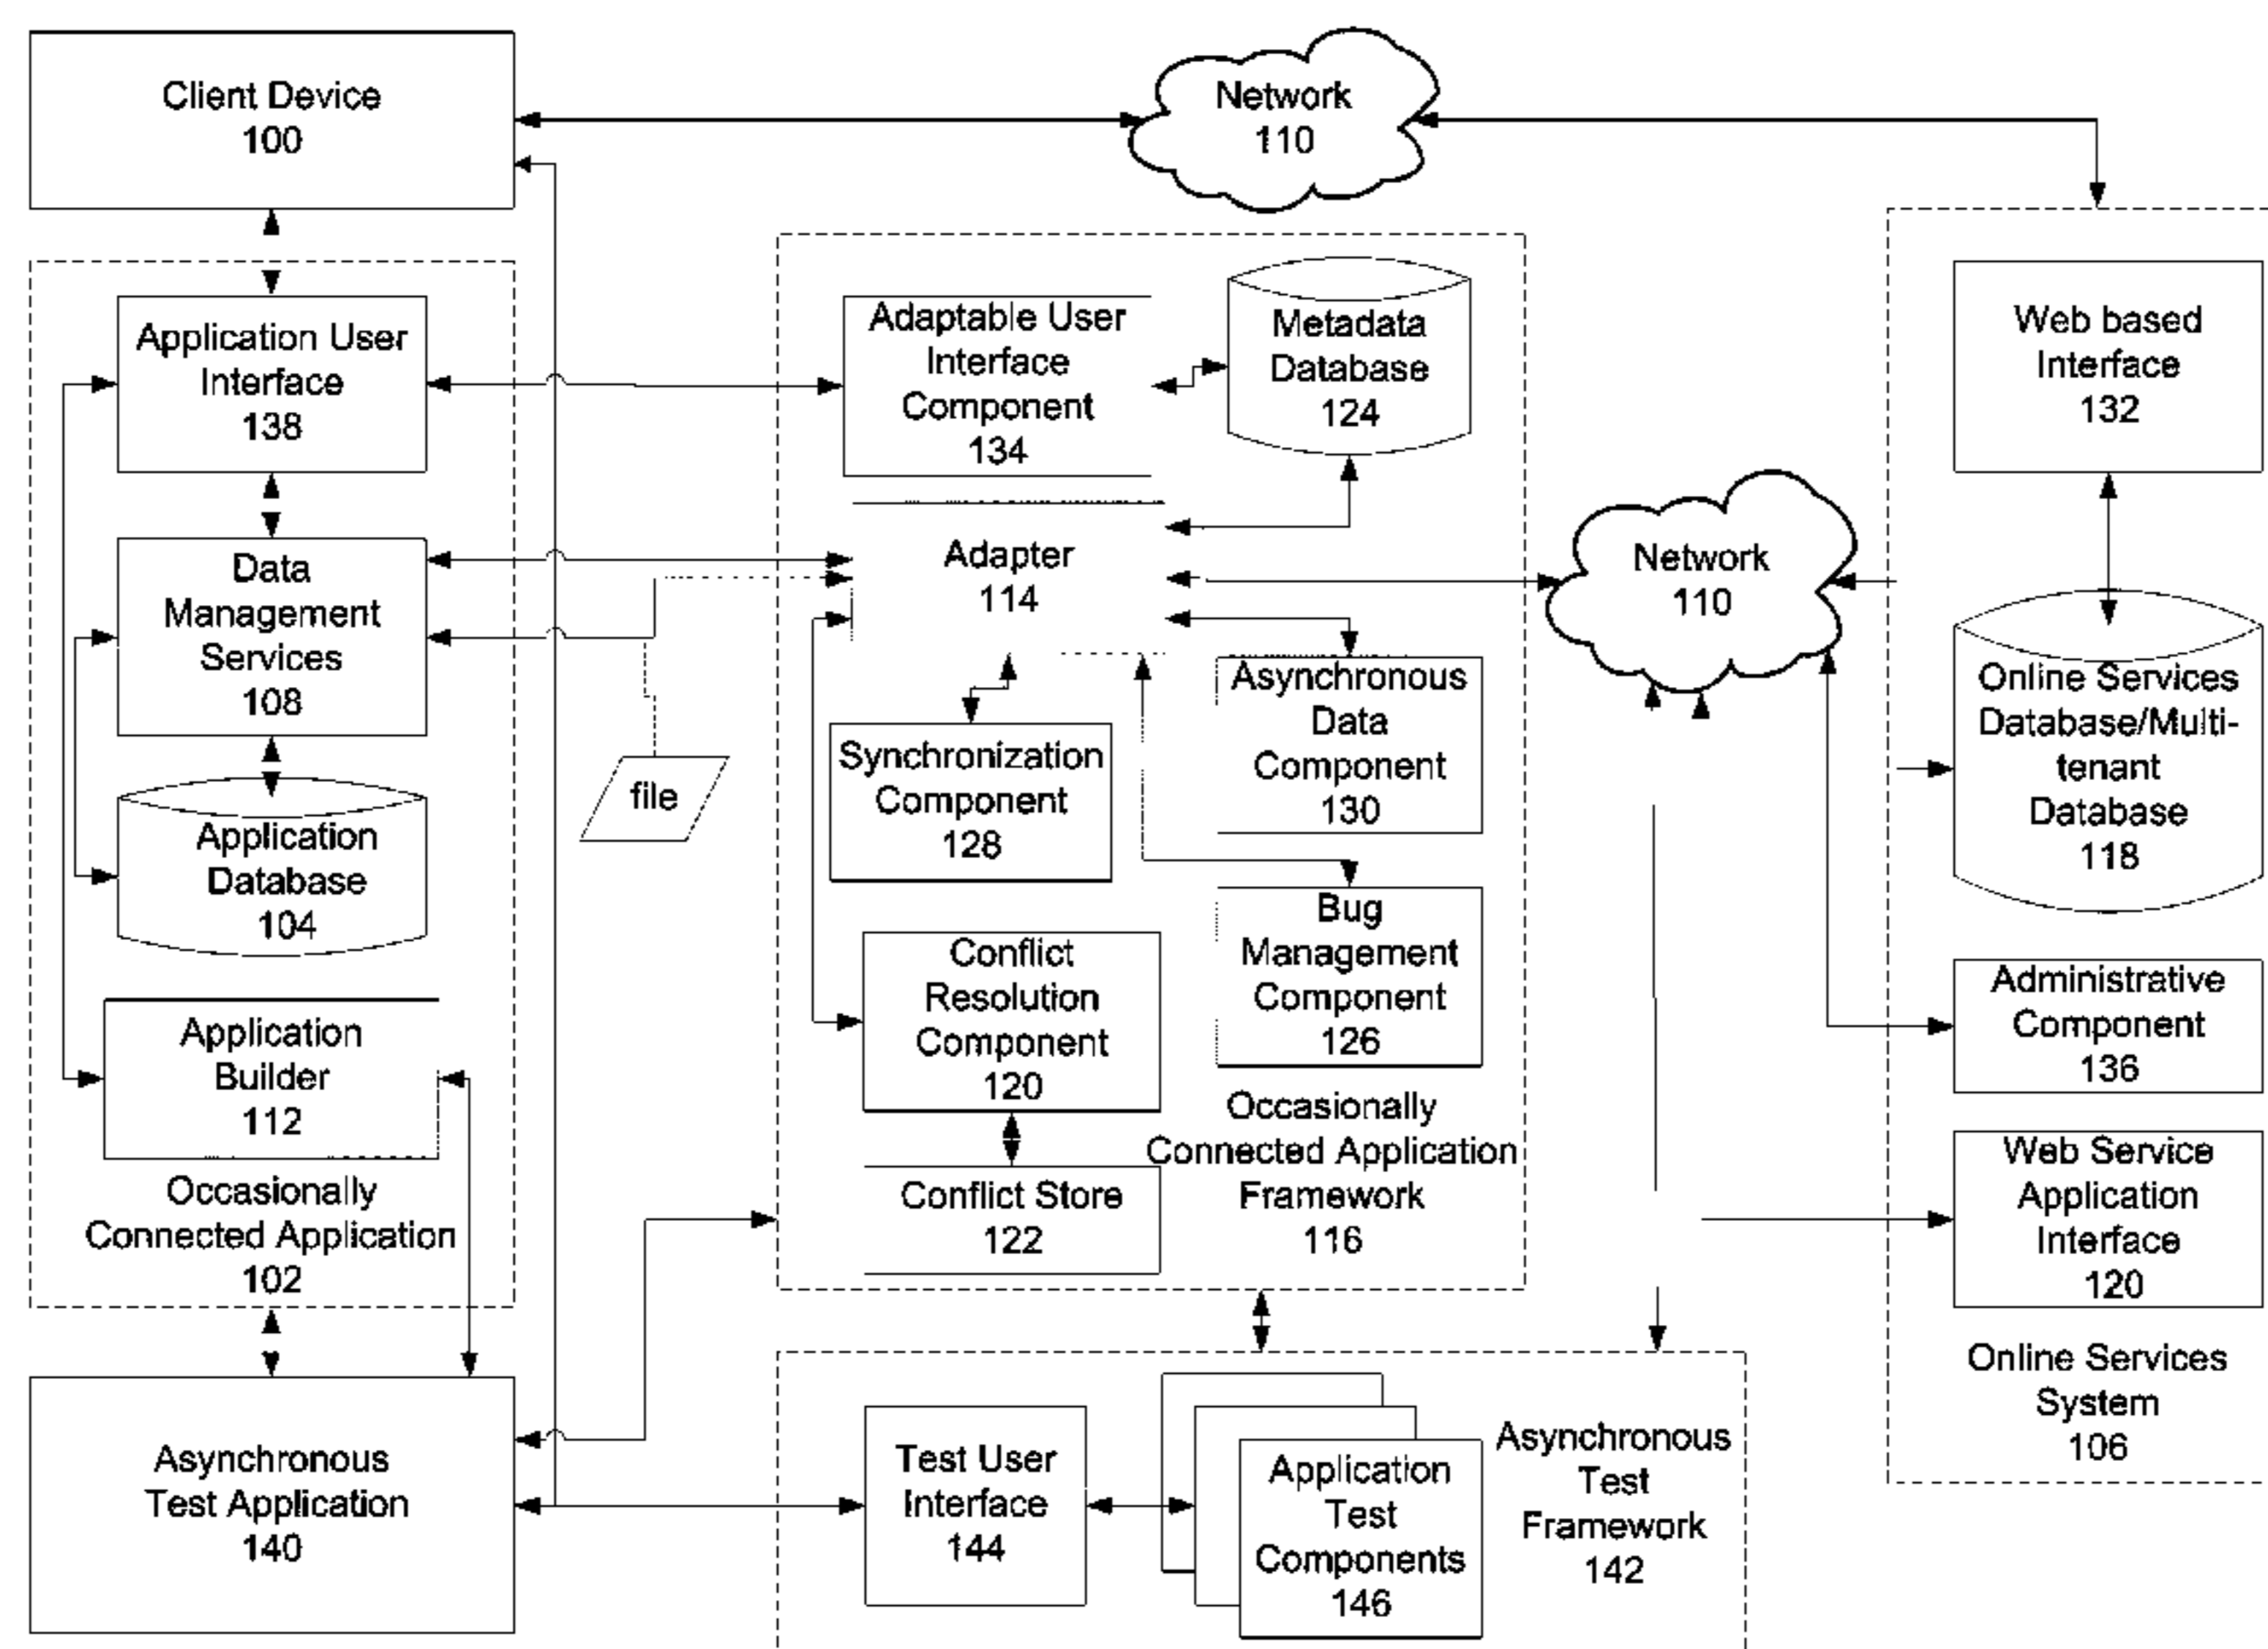 Client Device
100
Network
110
Application User
Interface
138
Data
Management
Services
108
Application
Database
104
Application
Builder
112
Occasionally
Connected Application
102
Asynchronous
Test Application
140
file
Adaptable User
Interface
Component
134
Metadata
Database
124
Adapter
114
Synchronization
Component
128
Asynchronous
Data
Component
130
Conflict
Resolution
Component
120
Bug
Management
Component
126
Conflict Store
122
Occasionally
Connected Application
Framework
116
Test User
Interface
144
Application
Test
Components
146
Asynchronous
Test
Framework
142
Network
110
Web based
Interface
132
Online Services
Database/Multi-
tenant
Database
118
Administrative
Component
136
Web Service
Application
Interface
120
Online Services
System
106